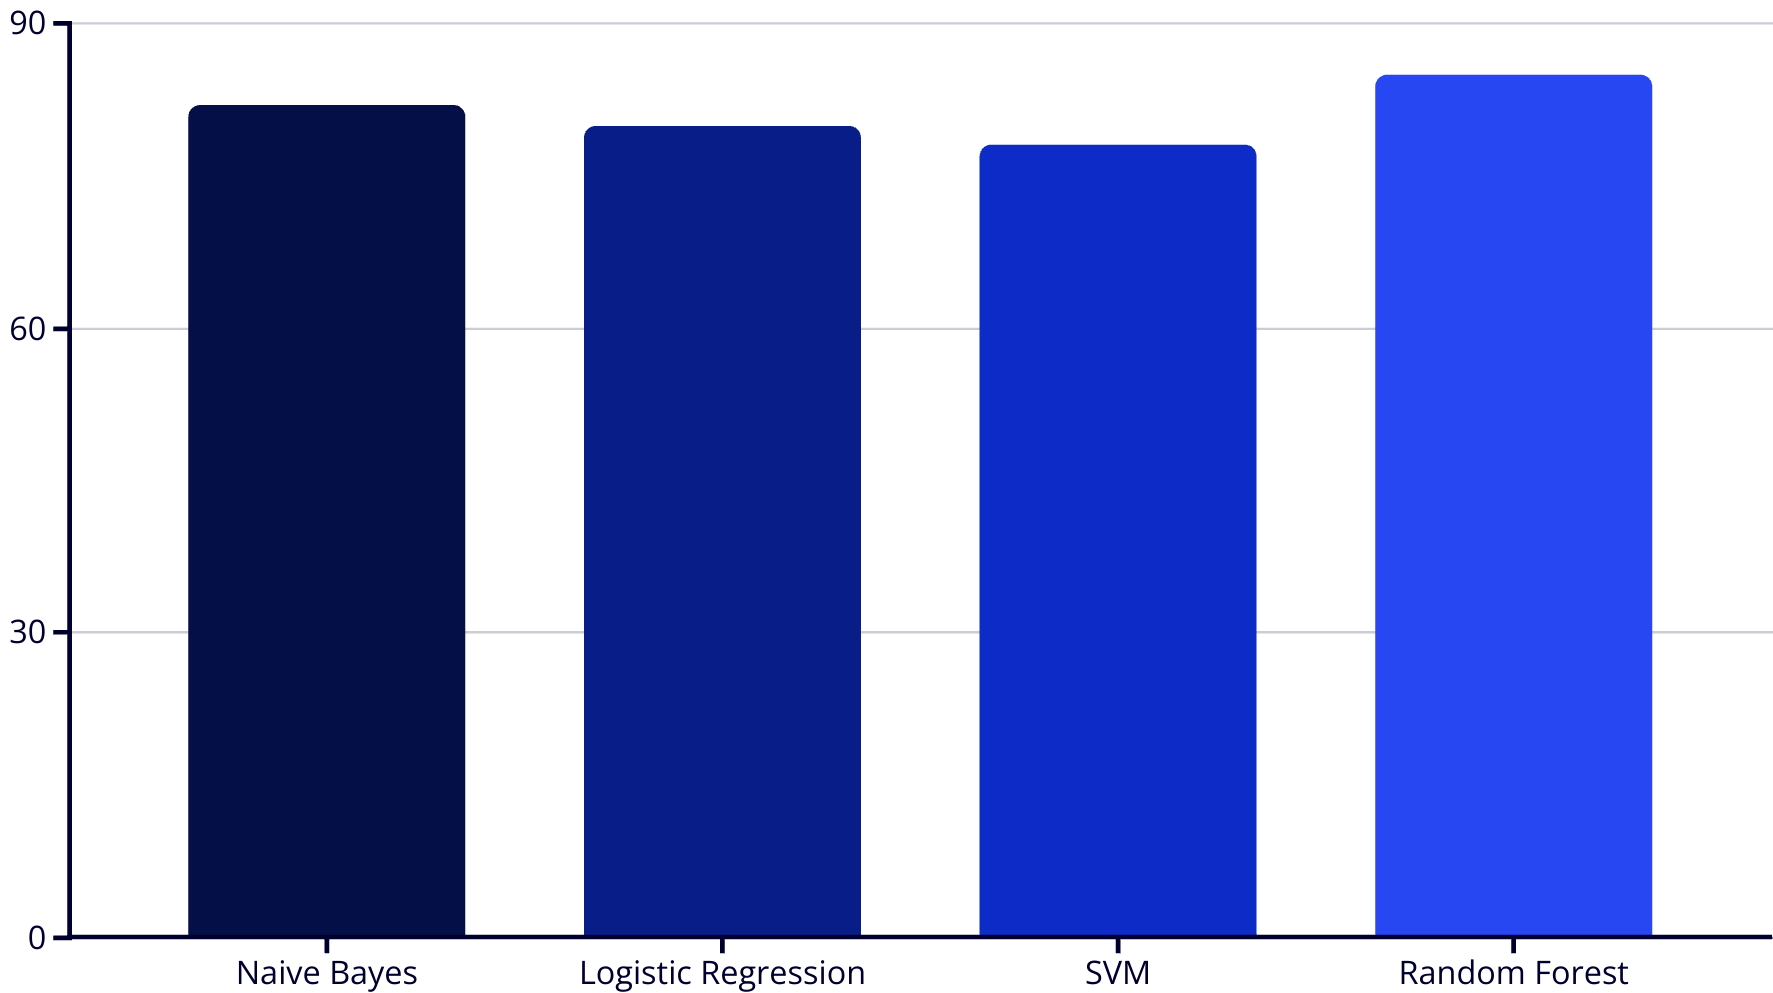 90
60
30
0
Naive Bayes
Logistic Regression
SVM
Random Forest